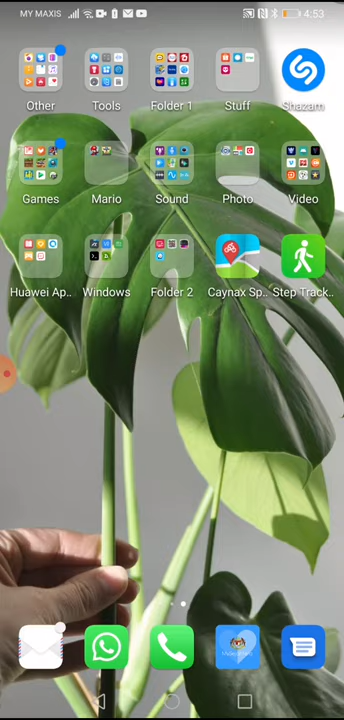 MY MAXIS
4:53
Other Tools Folder 1 Stuff Shazam
Games Mario Sound Photo Video
Huawei Ap.. Windows Folder 2 Caynax Sp.. Step Track..